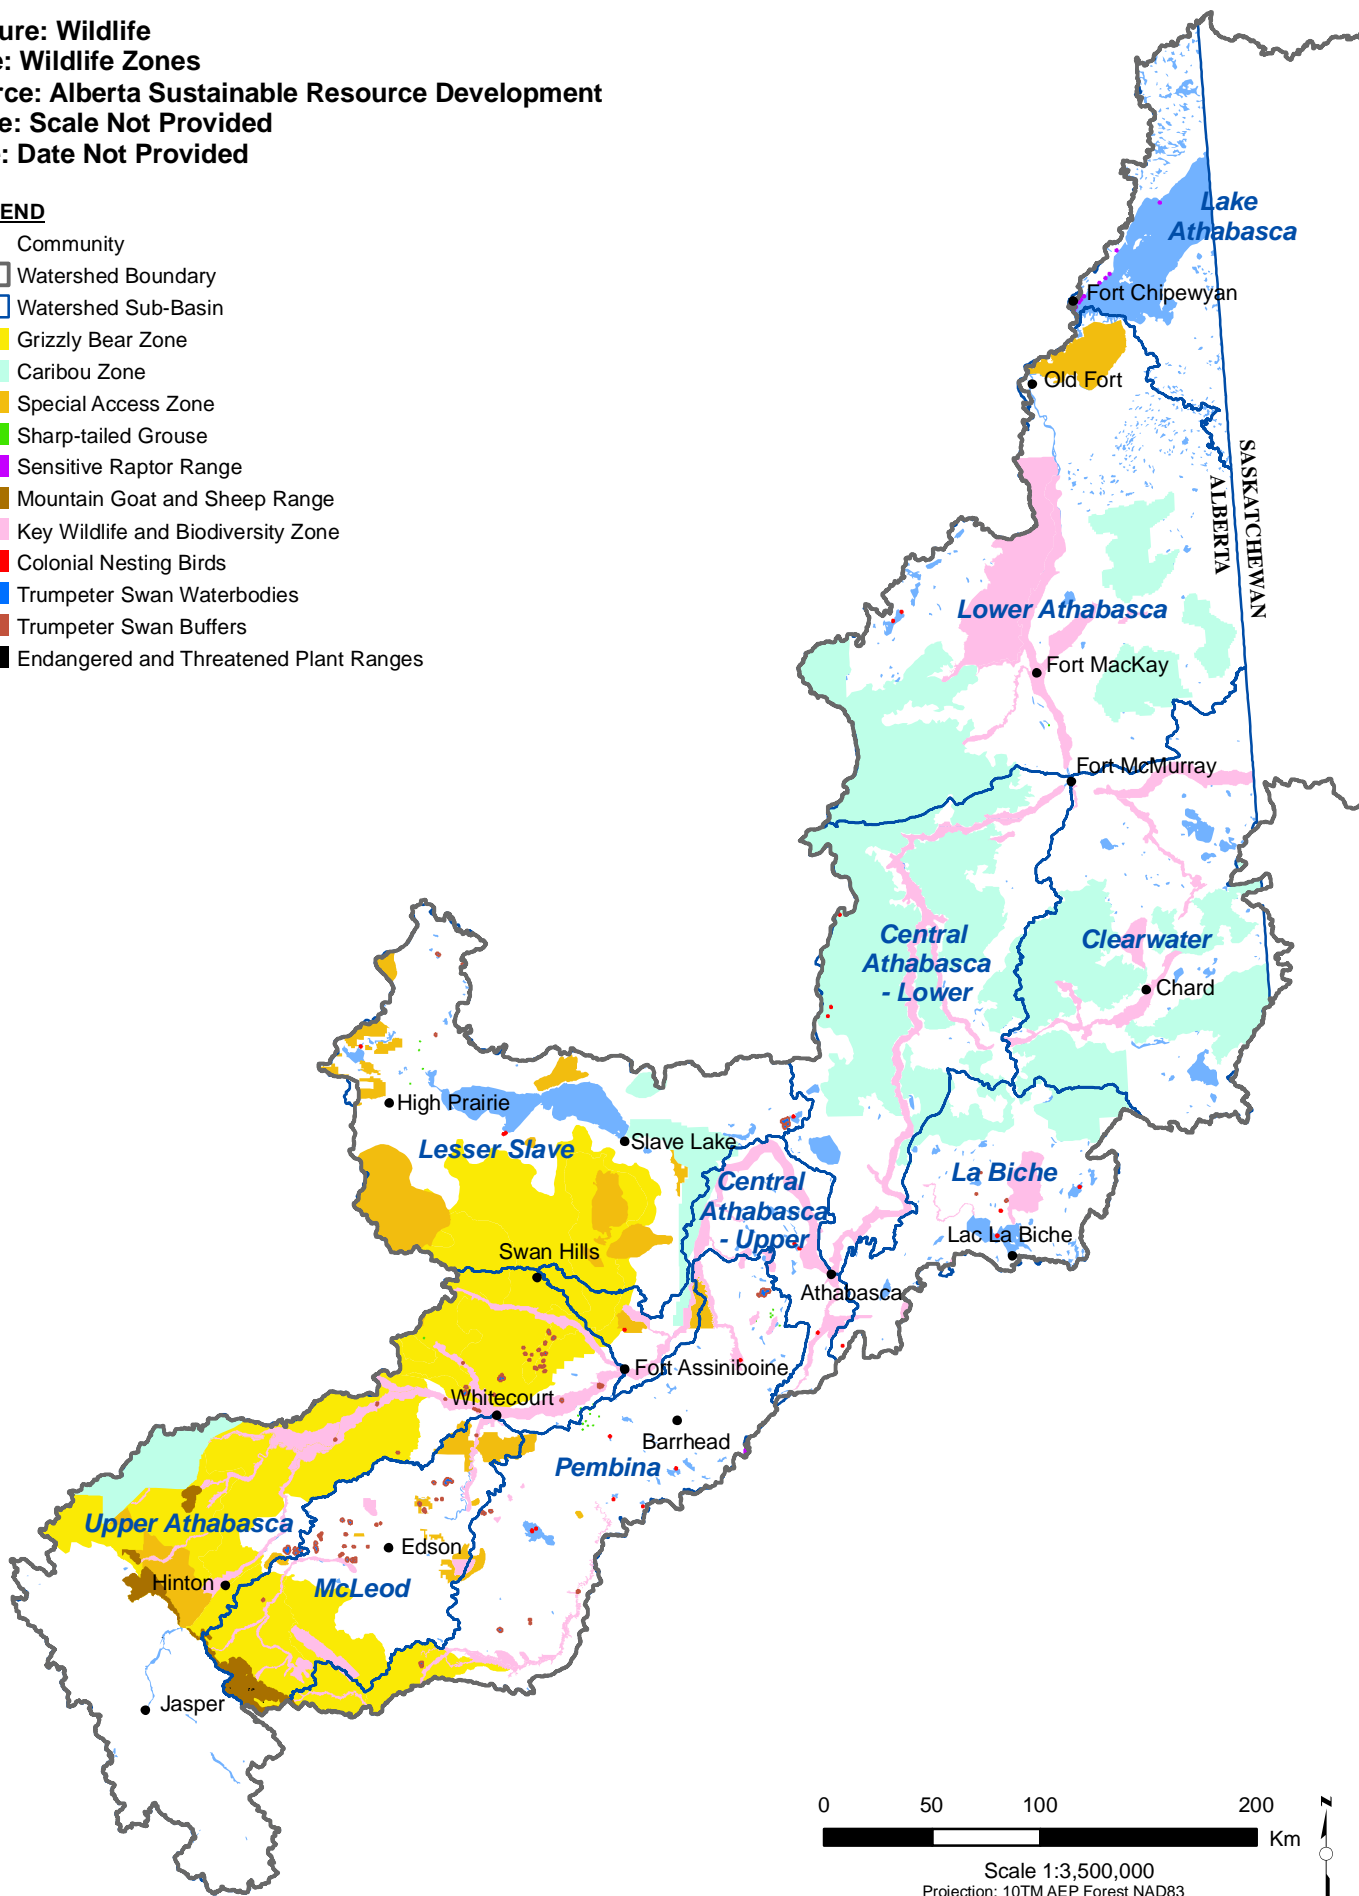 ure: Wildlife
e: Wildlife Zones
rce: Alberta Sustainable Resource Development
e: Scale Not Provided
: Date Not Provided
END
Community
Watershed Boundary
Watershed Sub-Basin
Grizzly Bear Zone
Caribou Zone
Special Access Zone
Sharp-tailed Grouse
Sensitive Raptor Range
Mountain Goat and Sheep Range
Key Wildlife and Biodiversity Zone
Colonial Nesting Birds
Trumpeter Swan Waterbodies
Trumpeter Swan Buffers
Endangered and Threatened Plant Ranges
Lake
Athabasca
Fort Chipewyan
Old Fort
SASKATCHEWAN
ALBERTA
Lower Athabasca
Fort MacKay
Fort McMurray
Central
Athabasca
- Lower
Clearwater
Chard
High Prairie
Lesser Slave
Slave Lake
Central
Athabasca
- Upper
La Biche
Lac La Biche
Swan Hills
Athabasca
Fort Assiniboine
Whitecourt
Barrhead
Pembina
Upper Athabasca
Edson
Hinton
McLeod
Jasper
0 50 100 200
Km
Scale 1:3,500,000
Projection: 10TM AEP Forest NAD83
N